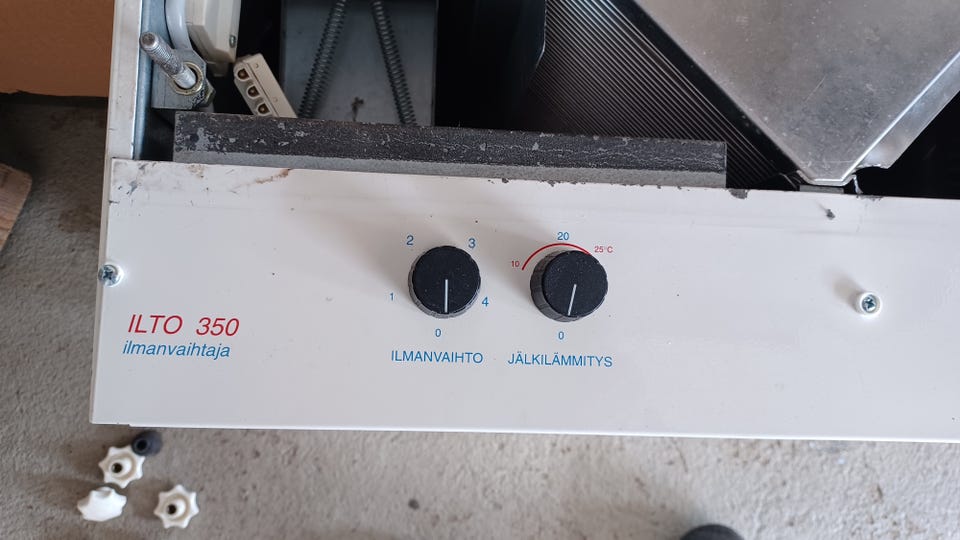 2 3
1 4
0
ILMANVAIHTO
20
10 25°C
0
JÄLKILÄMMITYS
ILTO 350
ilmanvaihtaja